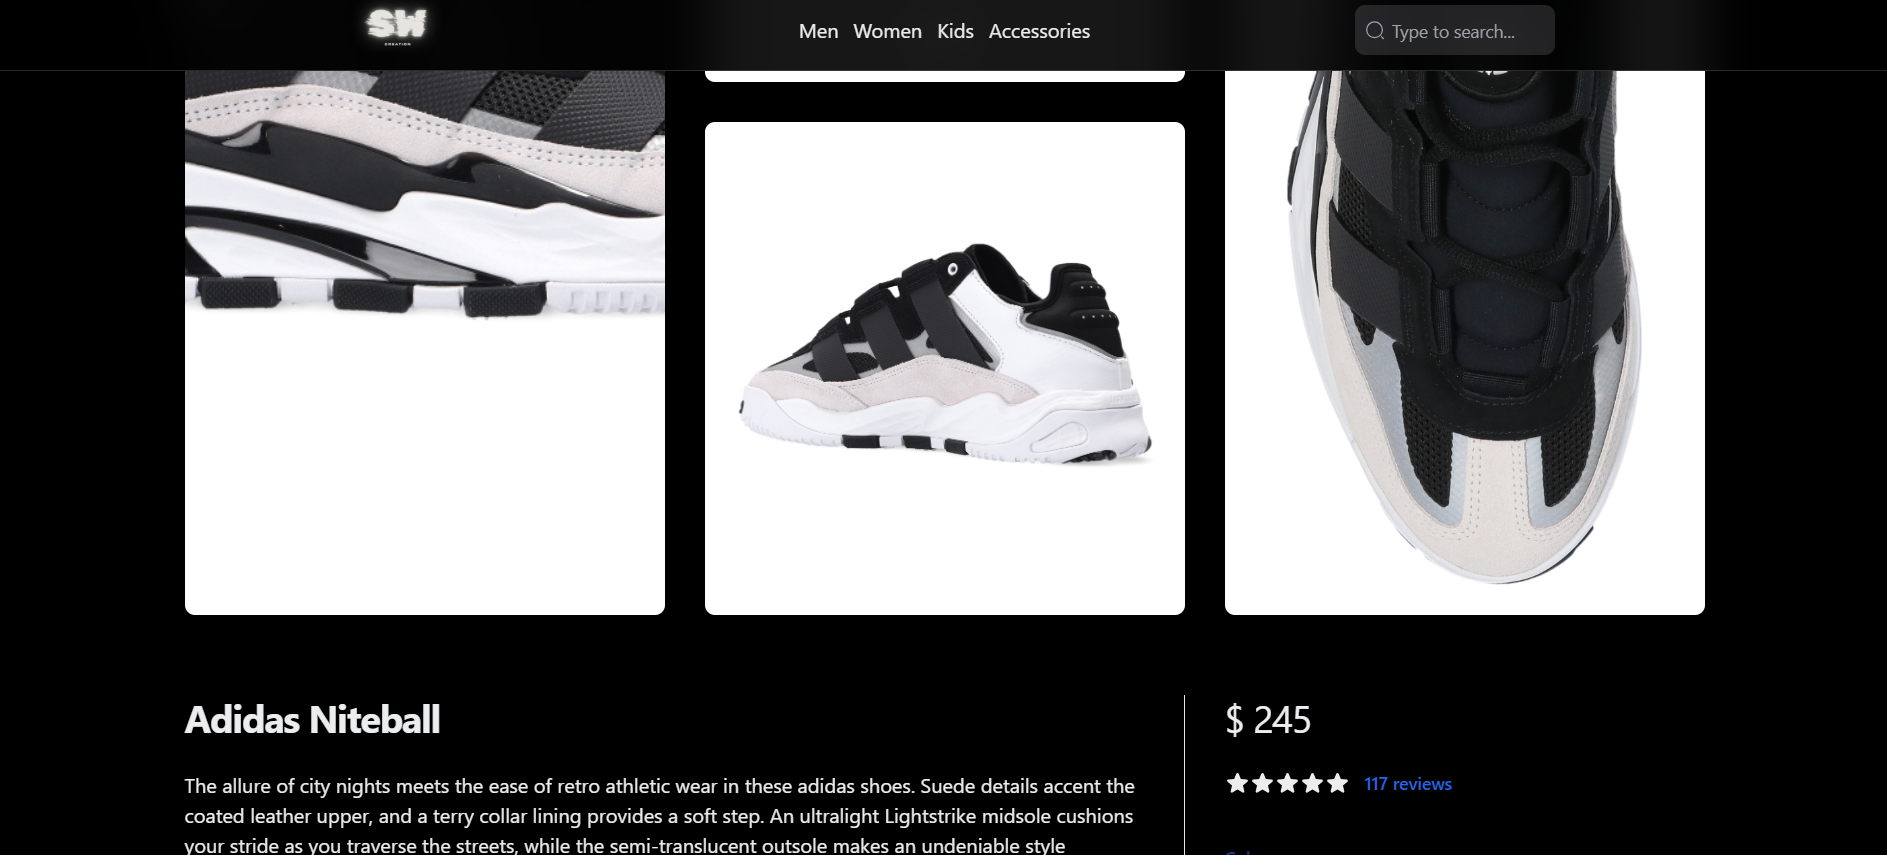 SW
CREATION
Men Women Kids Accessories
Type to search...
Adidas Niteball
The allure of city nights meets the ease of retro athletic wear in these adidas shoes. Suede details accent the
coated leather upper, and a terry collar lining provides a soft step. An ultralight Lightstrike midsole cushions
your stride as you traverse the streets, while the semi-translucent outsole makes an undeniable style
$ 245
117 reviews